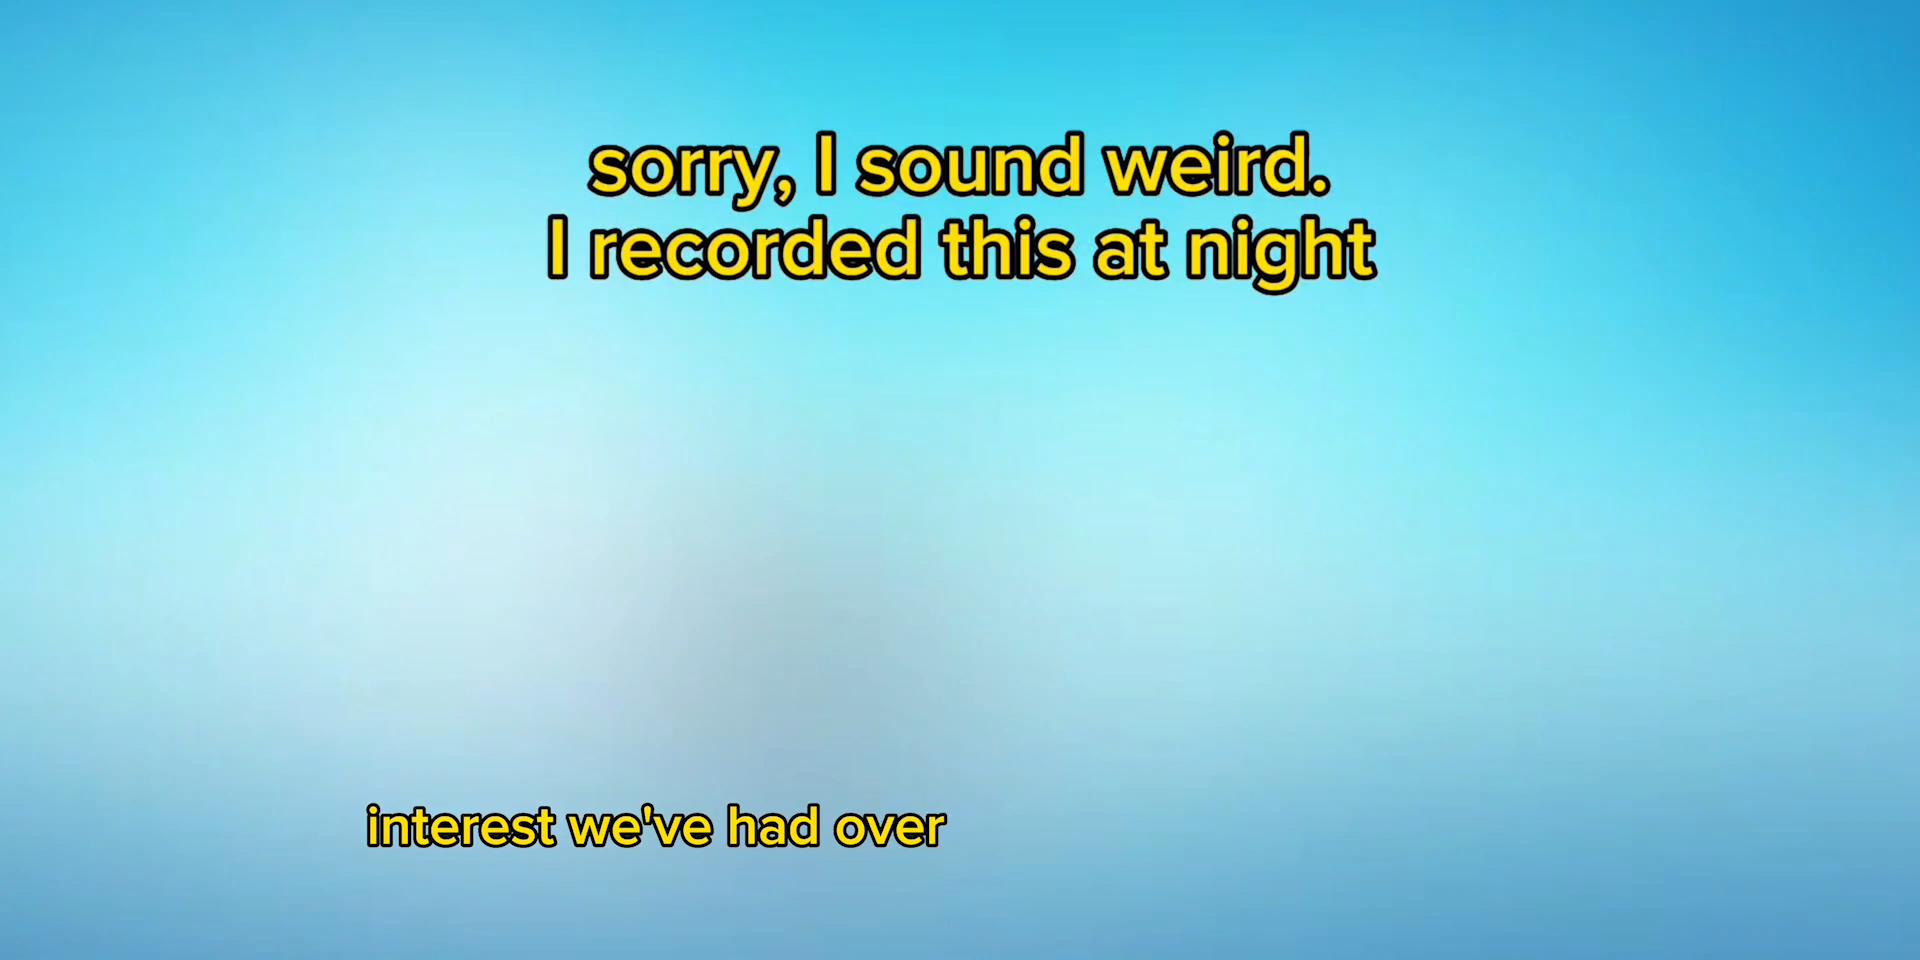 sorry, I sound weird.
I recorded this at night
interest we've had over